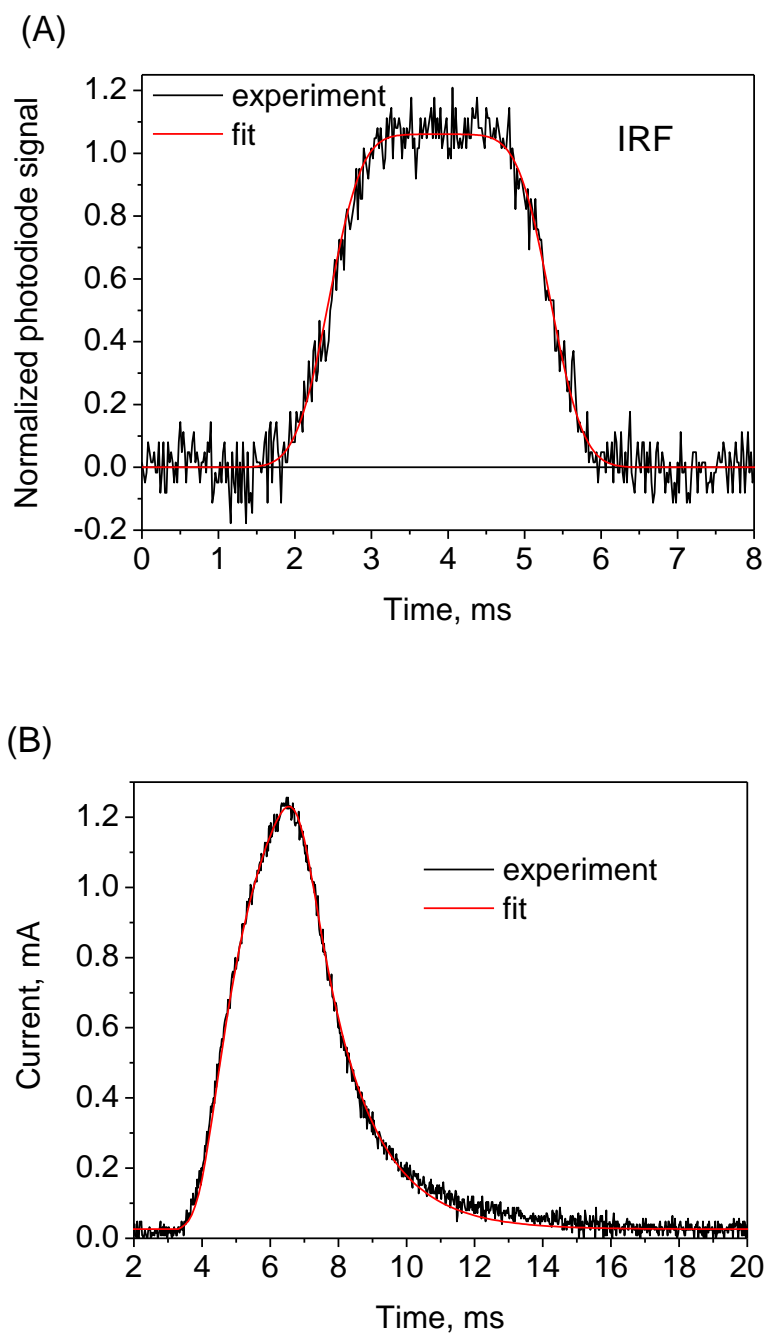 (A)
1.2
1.0
0.8
0.6
0.4
0.2
0.0
-0.2
Normalized photodiode signal
experiment
fit
IRF
0 1 2 3 4 5 6 7 8
Time, ms
(B)
1.2
1.0
0.8
0.6
0.4
0.2
0.0
Current, mA
experiment
fit
2 4 6 8 10 12 14 16 18 20
Time, ms